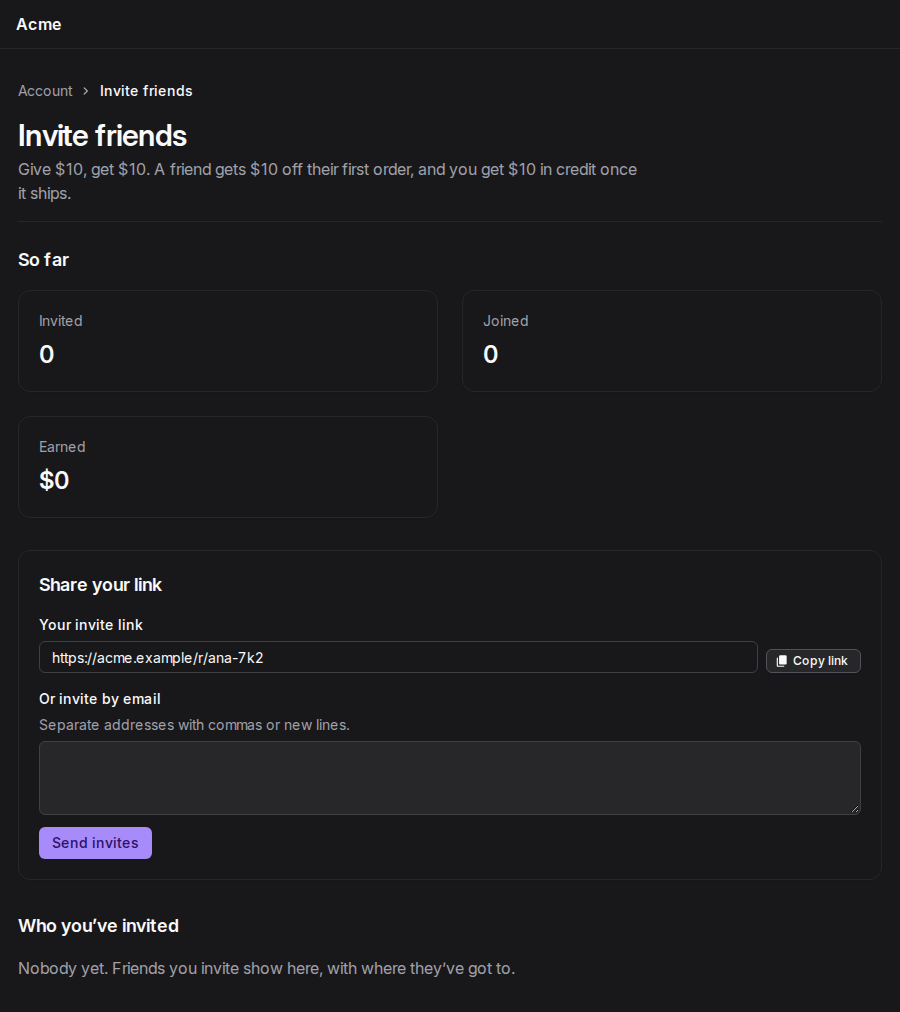 Acme
Account › Invite friends
Invite friends
Give $10, get $10. A friend gets $10 off their first order, and you get $10 in credit once
it ships.
So far
Invited
0
Joined
0
Earned
$0
Share your link
Your invite link
https://acme.example/r/ana-7k2
Copy link
Or invite by email
Separate addresses with commas or new lines.
Send invites
Who you’ve invited
Nobody yet. Friends you invite show here, with where they’ve got to.